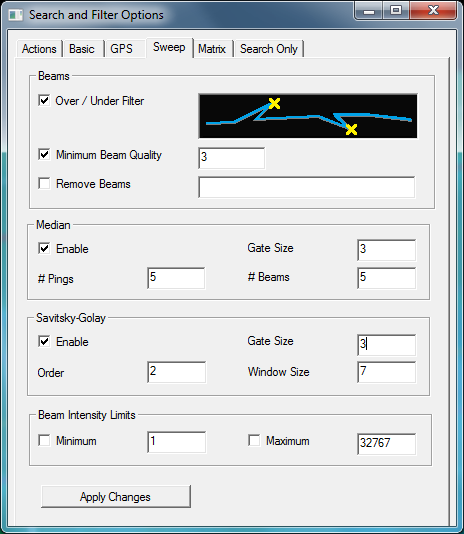 Search and Filter Options
Actions Basic GPS Sweep Matrix Search Only
Beams
Over / Under Filter
Minimum Beam Quality 3
Remove Beams
Median
Enable Gate Size 3
# Pings 5 # Beams 5
Savitsky-Golay
Enable Gate Size 3
Order 2 Window Size 7
Beam Intensity Limits
Minimum 1 Maximum 32767
Apply Changes